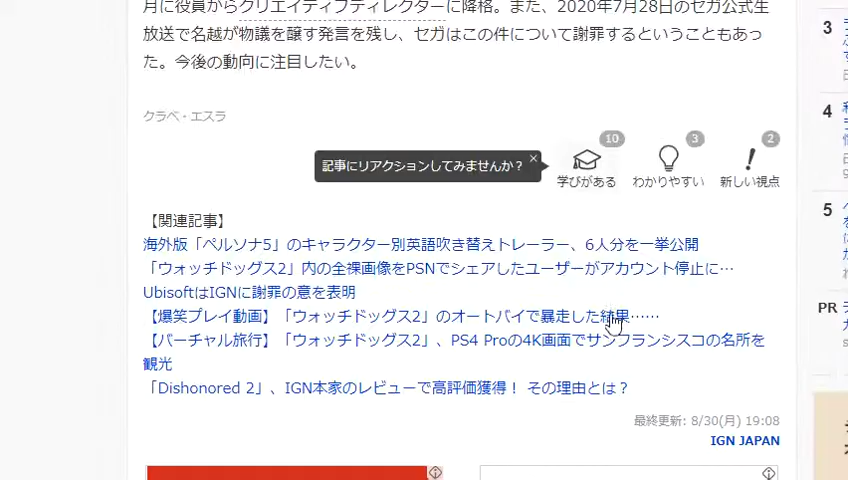 月に役員からクリエイティブディレクターに降格。また、2020年7月28日のセガ公式生
放送で名越が物議を醸す発言を残し、セガはこの件について謝罪するということもあっ
た。今後の動向に注目したい。
クラベ・エスラ
記事にリアクションしてみませんか？
×
10
学びがある
3
わかりやすい
2
新しい視点
【関連記事】
海外版「ペルソナ5」のキャラクター別英語吹き替えトレーラー、6人分を一挙公開
「ウォッチドッグス2」内の全裸画像をPSNでシェアしたユーザーがアカウント停止に…
UbisoftはIGNに謝罪の意を表明
【爆笑プレイ動画】「ウォッチドッグス2」のオートバイで暴走した結果……
【バーチャル旅行】「ウォッチドッグス2」、PS4 Proの4K画面でサンフランシスコの名所を
観光
「Dishonored 2」、IGN本家のレビューで高評価獲得！ その理由とは？
最終更新: 8/30(月) 19:08
IGN JAPAN
3
4
5
PR